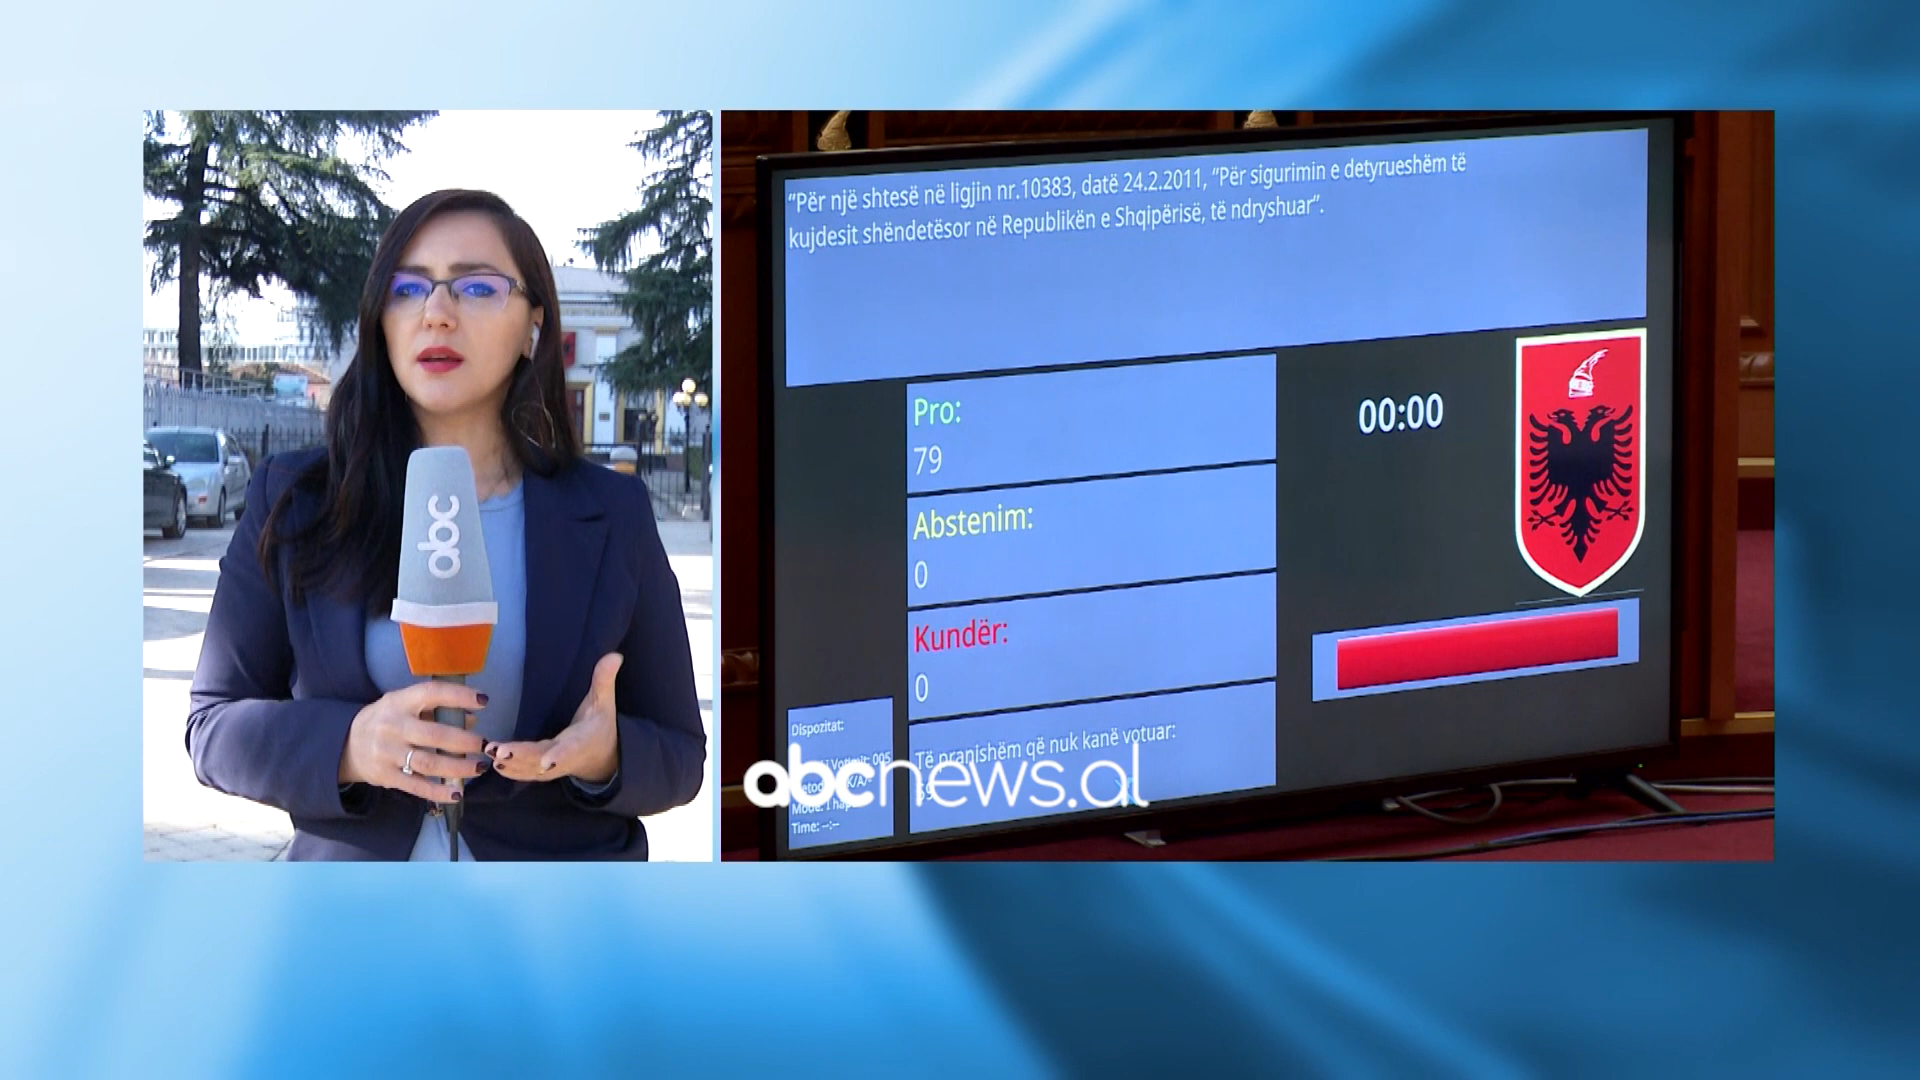 abc
“Për një shtesë në ligjin nr.10383, datë 24.2.2011, “Për sigurimin e detyrueshëm të
kujdesit shëndetësor në Republikën e Shqipërisë, të ndryshuar”.
Pro:
79
00:00
Abstenim:
0
Kundër:
0
Të pranishëm që nuk kanë votuar:
Dispozitat:
005
Time: --:--
abcnews.al